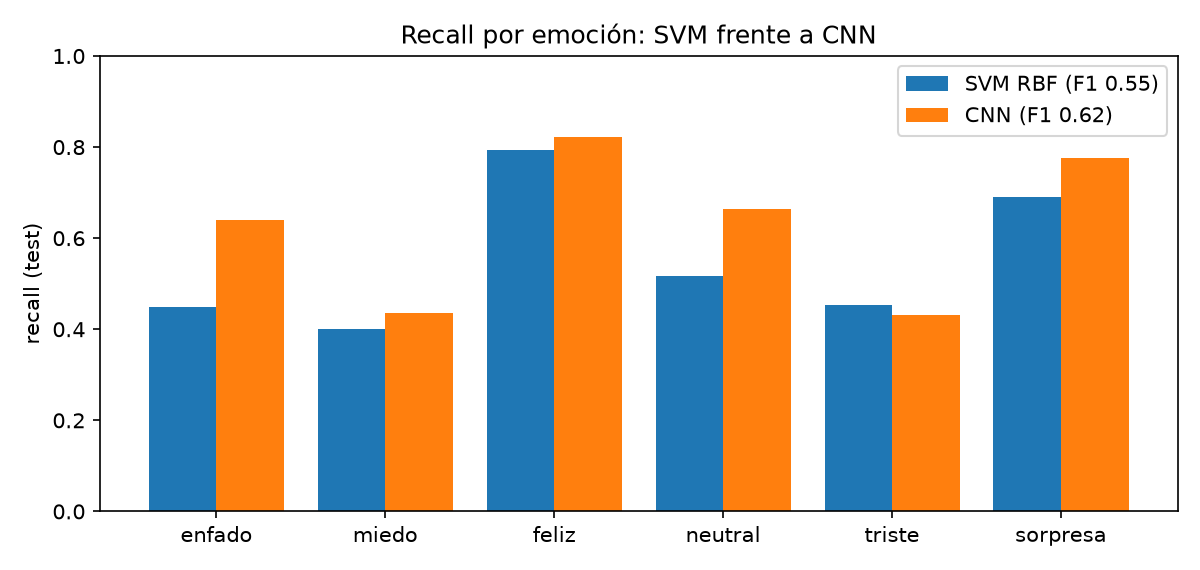 Recall por emoción: SVM frente a CNN
SVM RBF (F1 0.55)
CNN (F1 0.62)
recall (test)
1.0
0.8
0.6
0.4
0.2
0.0
enfado
miedo
feliz
neutral
triste
sorpresa